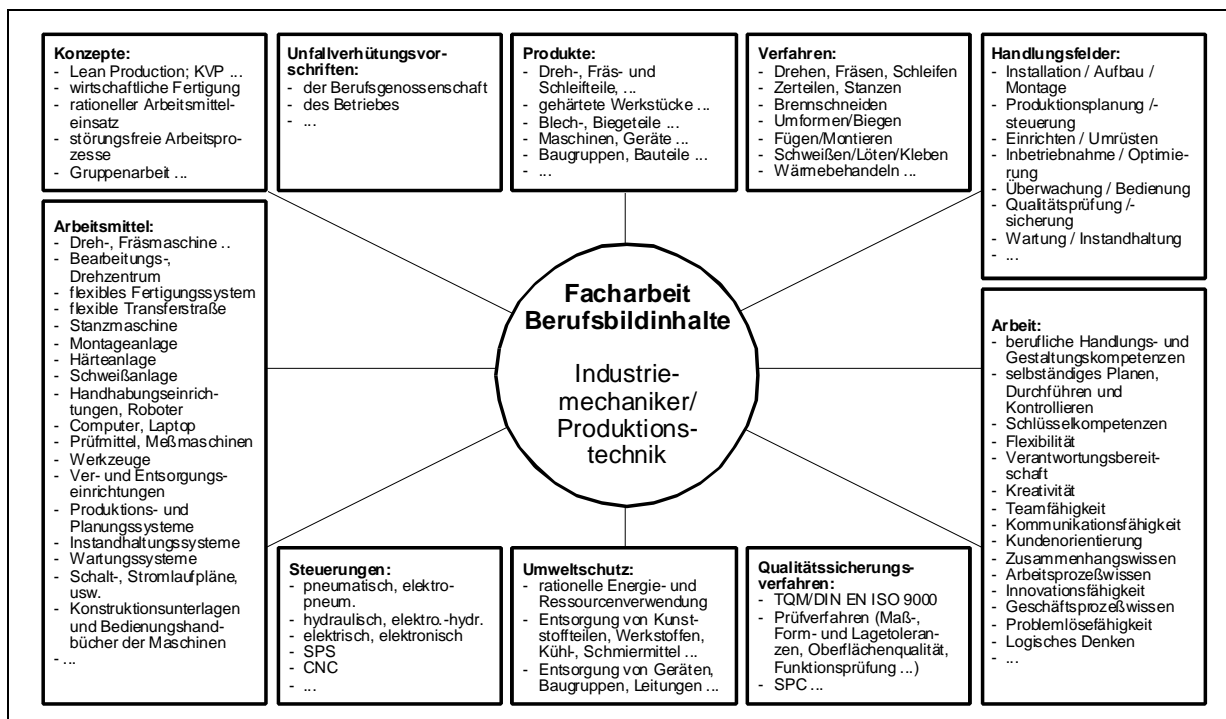 Konzepte:
- Lean Production; KVP ...
- wirtschaftliche Fertigung
- rationeller Arbeitsmittel-
einsatz
- störungsfreie Arbeitspro-
zesse
- Gruppenarbeit ...
Unfallverhütungsvor-
schriften:
- der Berufsgenossenschaft
- des Betriebes
- ...
Produkte:
- Dreh-, Fräs- und
Schleifteile, ...
- gehärtete Werkstücke ...
- Blech-, Biegeteile ...
- Maschinen, Geräte ...
- Baugruppen, Bauteile ...
- ...
Verfahren:
- Drehen, Fräsen, Schleifen
- Zerteilen, Stanzen
- Brennschneiden
- Umformen/Biegen
- Fügen/Montieren
- Schweißen/Löten/Kleben
- Wärmebehandeln ...
Handlungsfelder:
- Installation / Aufbau /
Montage
- Produktionsplanung /-
steuerung
- Einrichten / Umrüsten
- Inbetriebnahme / Optimie-
rung
- Überwachung / Bedienung
- Qualitätsprüfung /-
sicherung
- Wartung / Instandhaltung
- ...
Arbeitsmittel:
- Dreh-, Fräsmaschine ..
- Bearbeitungs-,
Drehzentrum
- flexibles Fertigungssystem
- flexible Transferstraße
- Stanzmaschine
- Montageanlage
- Härteanlage
- Schweißanlage
- Handhabungseinrich-
tungen, Roboter
- Computer, Laptop
- Prüfmittel, Meßmaschinen
- Werkzeuge
- Ver- und Entsorgungs-
einrichtungen
- Produktions- und
Planungssysteme
- Instandhaltungssysteme
- Wartungssysteme
- Schalt-, Stromlaufpläne,
usw.
- Konstruktionsunterlagen
und Bedienungshand-
bücher der Maschinen
- ...
Facharbeit
Berufsbildinhalte
Industrie-
mechaniker/
Produktions-
technik
Arbeit:
- berufliche Handlungs- und
Gestaltungskompetenzen
- selbständiges Planen,
Durchführen und
Kontrollieren
- Schlüsselkompetenzen
- Flexibilität
- Verantwortungsbereit-
schaft
- Kreativität
- Teamfähigkeit
- Kommunikationsfähigkeit
- Kundenorientierung
- Zusammenhangswissen
- Arbeitsprozeßwissen
- Innovationsfähigkeit
- Geschäftsprozeßwissen
- Problemlösefähigkeit
- Logisches Denken
- ...
Steuerungen:
- pneumatisch, elektro-
pneum.
- hydraulisch, elektro.-hydr.
- elektrisch, elektronisch
- SPS
- CNC
- ...
Umweltschutz:
- rationelle Energie- und
Ressourcenverwendung
- Entsorgung von Kunst-
stoffteilen, Werkstoffen,
Kühl-, Schmiermittel ...
- Entsorgung von Geräten,
Baugruppen, Leitungen ...
Qualitätssicherungs-
verfahren:
- TQM/DIN EN ISO 9000
- Prüfverfahren (Maß-,
Form- und Lagetoleran-
zen, Oberflächenqualität,
Funktionsprüfung ...)
- SPC ...